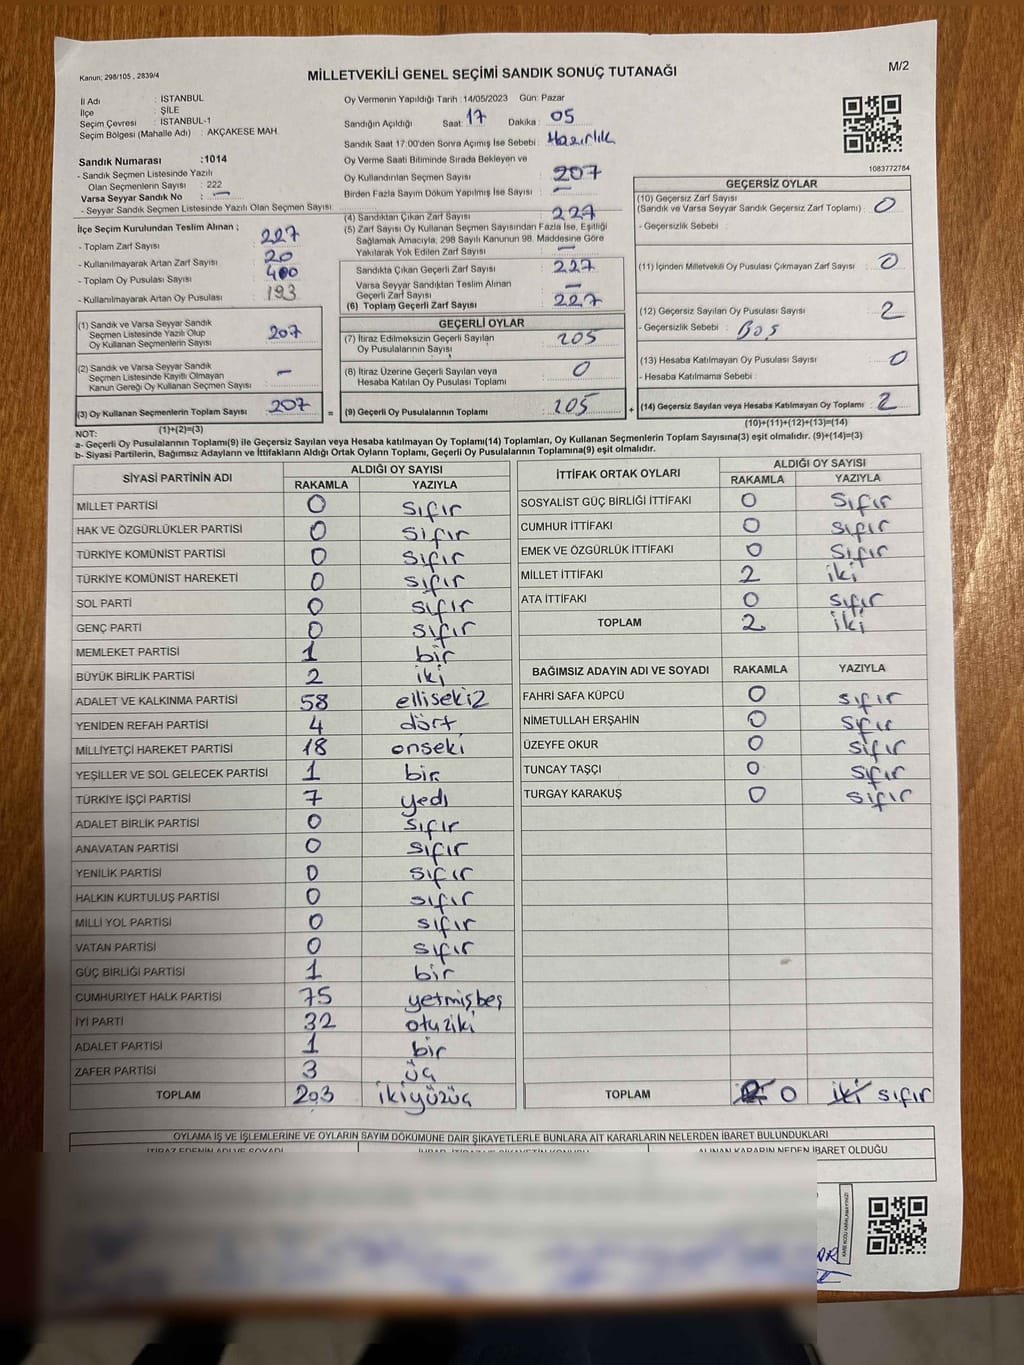 Kanun; 298/105 , 2839/4
MİLLETVEKİLİ GENEL SEÇİMİ SANDIK SONUÇ TUTANAĞI
M/2
İl Adı : İSTANBUL
İlçe : ŞİLE
Seçim Çevresi : İSTANBUL-1
Seçim Bölgesi (Mahalle Adı) : AKÇAKESE MAH.
Sandık Numarası :1014
- Sandık Seçmen Listesinde Yazılı
Olan Seçmenlerin Sayısı : 222
Varsa Seyyar Sandık No : —
- Seyyar Sandık Seçmen Listesinde Yazılı Olan Seçmen Sayısı:
Oy Vermenin Yapıldığı Tarih :14/05/2023 Gün: Pazar
Sandığın Açıldığı Saat: 17 Dakika : 05
Sandık Saat 17:00'den Sonra Açımış İse Sebebi : Hazırlık
Oy Verme Saati Bitiminde Sırada Bekleyen ve
Oy Kullandırılan Seçmen Sayısı : 207
Birden Fazla Sayım Döküm Yapılmış İse Sayısı : —
1083772784
İlçe Seçim Kurulundan Teslim Alınan ;
- Toplam Zarf Sayısı : 227
- Kullanılmayarak Artan Zarf Sayısı : 20
- Toplam Oy Pusulası Sayısı : 400
- Kullanılmayarak Artan Oy Pusulası : 193
(1) Sandık ve Varsa Seyyar Sandık
Seçmen Listesinde Yazılı Olup
Oy Kullanan Seçmenlerin Sayısı : 207
(2) Sandık ve Varsa Seyyar Sandık
Seçmen Listesinde Kayıtlı Olmayan
Kanun Gereği Oy Kullanan Seçmen Sayısı : —
(3) Oy Kullanan Seçmenlerin Toplam Sayısı : 207 =
(1)+(2)=(3)
(4) Sandıktan Çıkan Zarf Sayısı : 227
(5) Zarf Sayısı Oy Kullanan Seçmen Sayısından Fazla İse, Eşitliği
Sağlamak Amacıyla, 298 Sayılı Kanunun 98. Maddesine Göre
Yakılarak Yok Edilen Zarf Sayısı : —
Sandıkta Çıkan Geçerli Zarf Sayısı : 227
Varsa Seyyar Sandıktan Teslim Alınan
Geçerli Zarf Sayısı : —
(6) Toplam Geçerli Zarf Sayısı : 227
GEÇERLİ OYLAR
(7) İtiraz Edilmeksizin Geçerli Sayılan
Oy Pusulalarının Sayısı : 205
(8) İtiraz Üzerine Geçerli Sayılan veya
Hesaba Katılan Oy Pusulası Toplamı : 0
(9) Geçerli Oy Pusulalarının Toplamı : 205 +
GEÇERSİZ OYLAR
(10) Geçersiz Zarf Sayısı
(Sandık ve Varsa Seyyar Sandık Geçersiz Zarf Toplamı) : 0
- Geçersizlik Sebebi :
(11) İçinden Milletvekili Oy Pusulası Çıkmayan Zarf Sayısı : 0
(12) Geçersiz Sayılan Oy Pusulası Sayısı : 2
- Geçersizlik Sebebi : Boş
(13) Hesaba Katılmayan Oy Pusulası Sayısı : 0
- Hesaba Katılmama Sebebi :
(14) Geçersiz Sayılan veya Hesaba Katılmayan Oy Toplamı : 2
(10)+(11)+(12)+(13)=(14)
NOT:
a- Geçerli Oy Pusulalarının Toplamı(9) ile Geçersiz Sayılan veya Hesaba katılmayan Oy Toplamı(14) Toplamları, Oy Kullanan Seçmenlerin Toplam Sayısına(3) eşit olmalıdır. (9)+(14)=(3)
b- Siyasi Partilerin, Bağımsız Adayların ve İttifakların Aldığı Ortak Oyların Toplamı, Geçerli Oy Pusulalarının Toplamına(9) eşit olmalıdır.
SİYASİ PARTİNİN ADI ALDIĞI OY SAYISI
RAKAMLA YAZIYLA
MİLLET PARTİSİ 0 sıfır
HAK VE ÖZGÜRLÜKLER PARTİSİ 0 sıfır
TÜRKİYE KOMÜNİST PARTİSİ 0 sıfır
TÜRKİYE KOMÜNİST HAREKETİ 0 sıfır
SOL PARTİ 0 sıfır
GENÇ PARTİ 0 sıfır
MEMLEKET PARTİSİ 1 bir
BÜYÜK BİRLİK PARTİSİ 2 iki
ADALET VE KALKINMA PARTİSİ 58 ellisekiz
YENİDEN REFAH PARTİSİ 4 dört
MİLLİYETÇİ HAREKET PARTİSİ 18 onseki
YEŞİLLER VE SOL GELECEK PARTİSİ 1 bir
TÜRKİYE İŞÇİ PARTİSİ 7 yedi
ADALET BİRLİK PARTİSİ 0 sıfır
ANAVATAN PARTİSİ 0 sıfır
YENİLİK PARTİSİ 0 sıfır
HALKIN KURTULUŞ PARTİSİ 0 sıfır
MİLLİ YOL PARTİSİ 0 sıfır
VATAN PARTİSİ 0 sıfır
GÜÇ BİRLİĞİ PARTİSİ 1 bir
CUMHURİYET HALK PARTİSİ 75 yetmişbeş
İYİ PARTİ 32 otuziki
ADALET PARTİSİ 1 bir
ZAFER PARTİSİ 3 üç
TOPLAM 203 ikiyüzüç
İTTİFAK ORTAK OYLARI ALDIĞI OY SAYISI
RAKAMLA YAZIYLA
SOSYALİST GÜÇ BİRLİĞİ İTTİFAKI 0 sıfır
CUMHUR İTTİFAKI 0 sıfır
EMEK VE ÖZGÜRLÜK İTTİFAKI 0 sıfır
MİLLET İTTİFAKI 2 iki
ATA İTTİFAKI 0 sıfır
TOPLAM 2 iki
BAĞIMSIZ ADAYIN ADI VE SOYADI RAKAMLA YAZIYLA
FAHRİ SAFA KÜPCÜ 0 sıfır
NİMETULLAH ERŞAHİN 0 sıfır
ÜZEYFE OKUR 0 sıfır
TUNCAY TAŞÇI 0 sıfır
TURGAY KARAKUŞ 0 sıfır
TOPLAM 0 iki sıfır
OYLAMA İŞ VE İŞLEMLERİNE VE OYLARIN SAYIM DÖKÜMÜNE DAİR ŞİKAYETLERLE BUNLARA AİT KARARLARIN NELERDEN İBARET BULUNDUKLARI
İTİRAZ EDENİN ADI VE SOYADI
ALINAN KARARIN NEDEN İBARET OLDUĞU